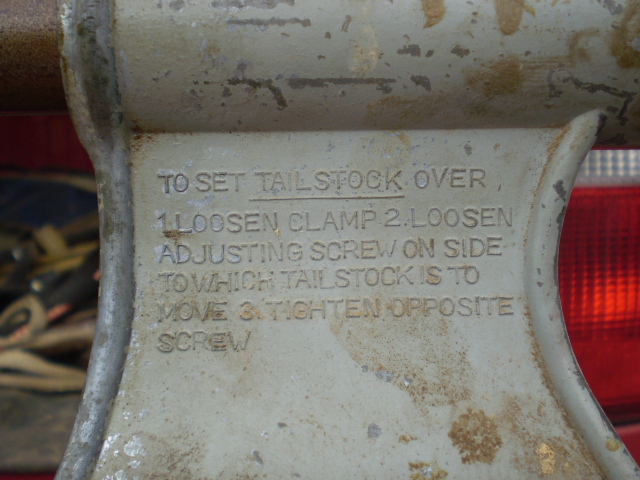 TO SET TAILSTOCK OVER
1.LOOSEN CLAMP 2.LOOSEN
ADJUSTING SCREW ON SIDE
TO WHICH TAILSTOCK IS TO
MOVE 3.TIGHTEN OPPOSITE
SCREW